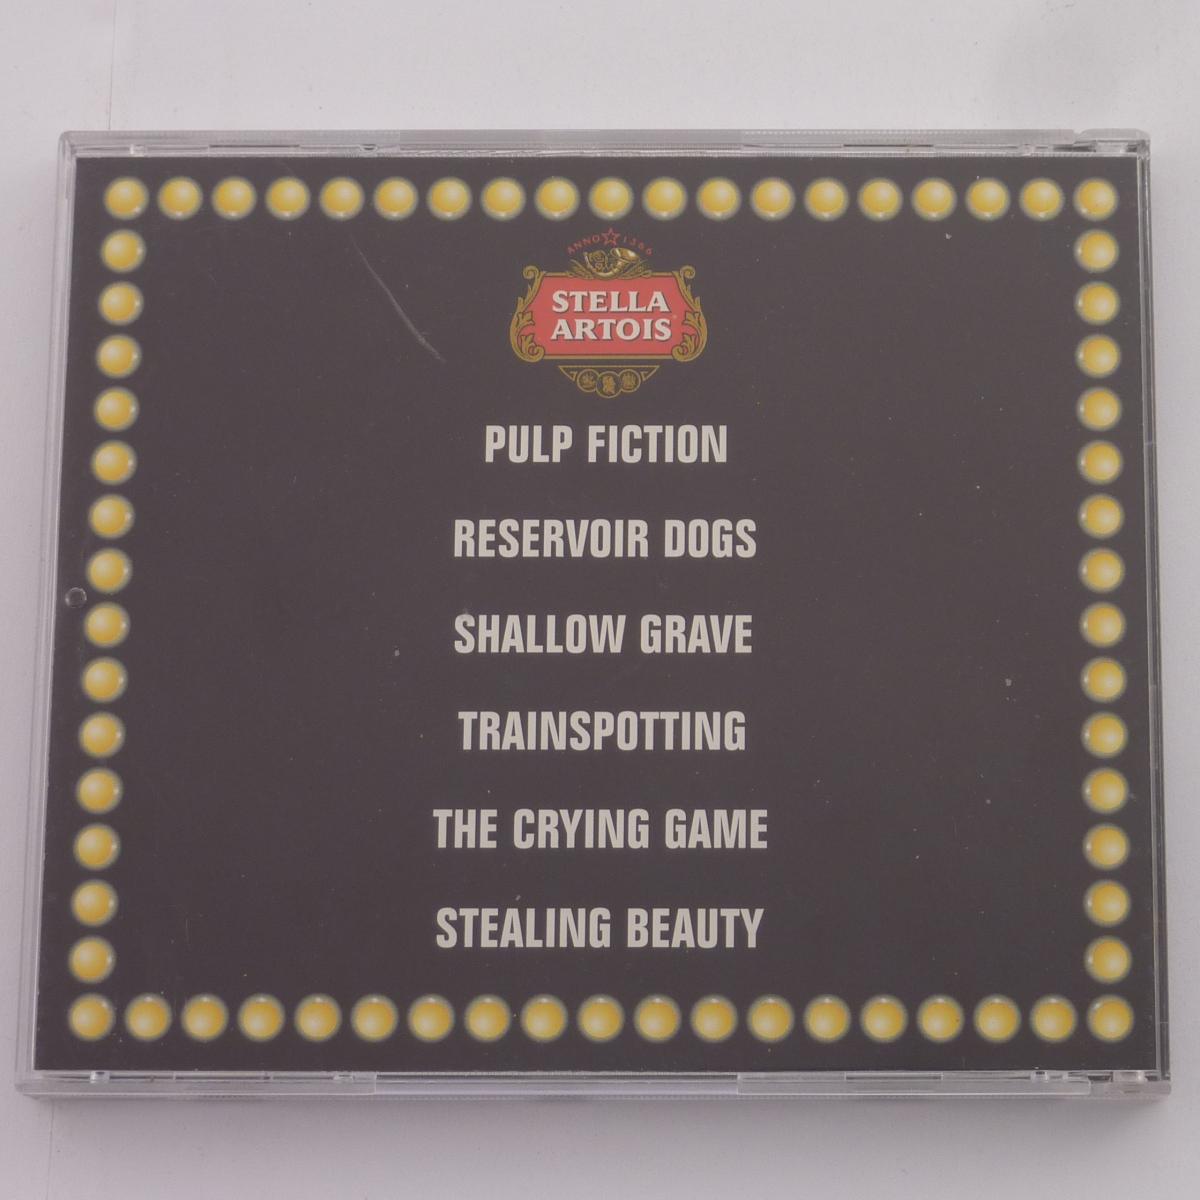 ANNO 1366
STELLA
ARTOIS
PULP FICTION
RESERVOIR DOGS
SHALLOW GRAVE
TRAINSPOTTING
THE CRYING GAME
STEALING BEAUTY